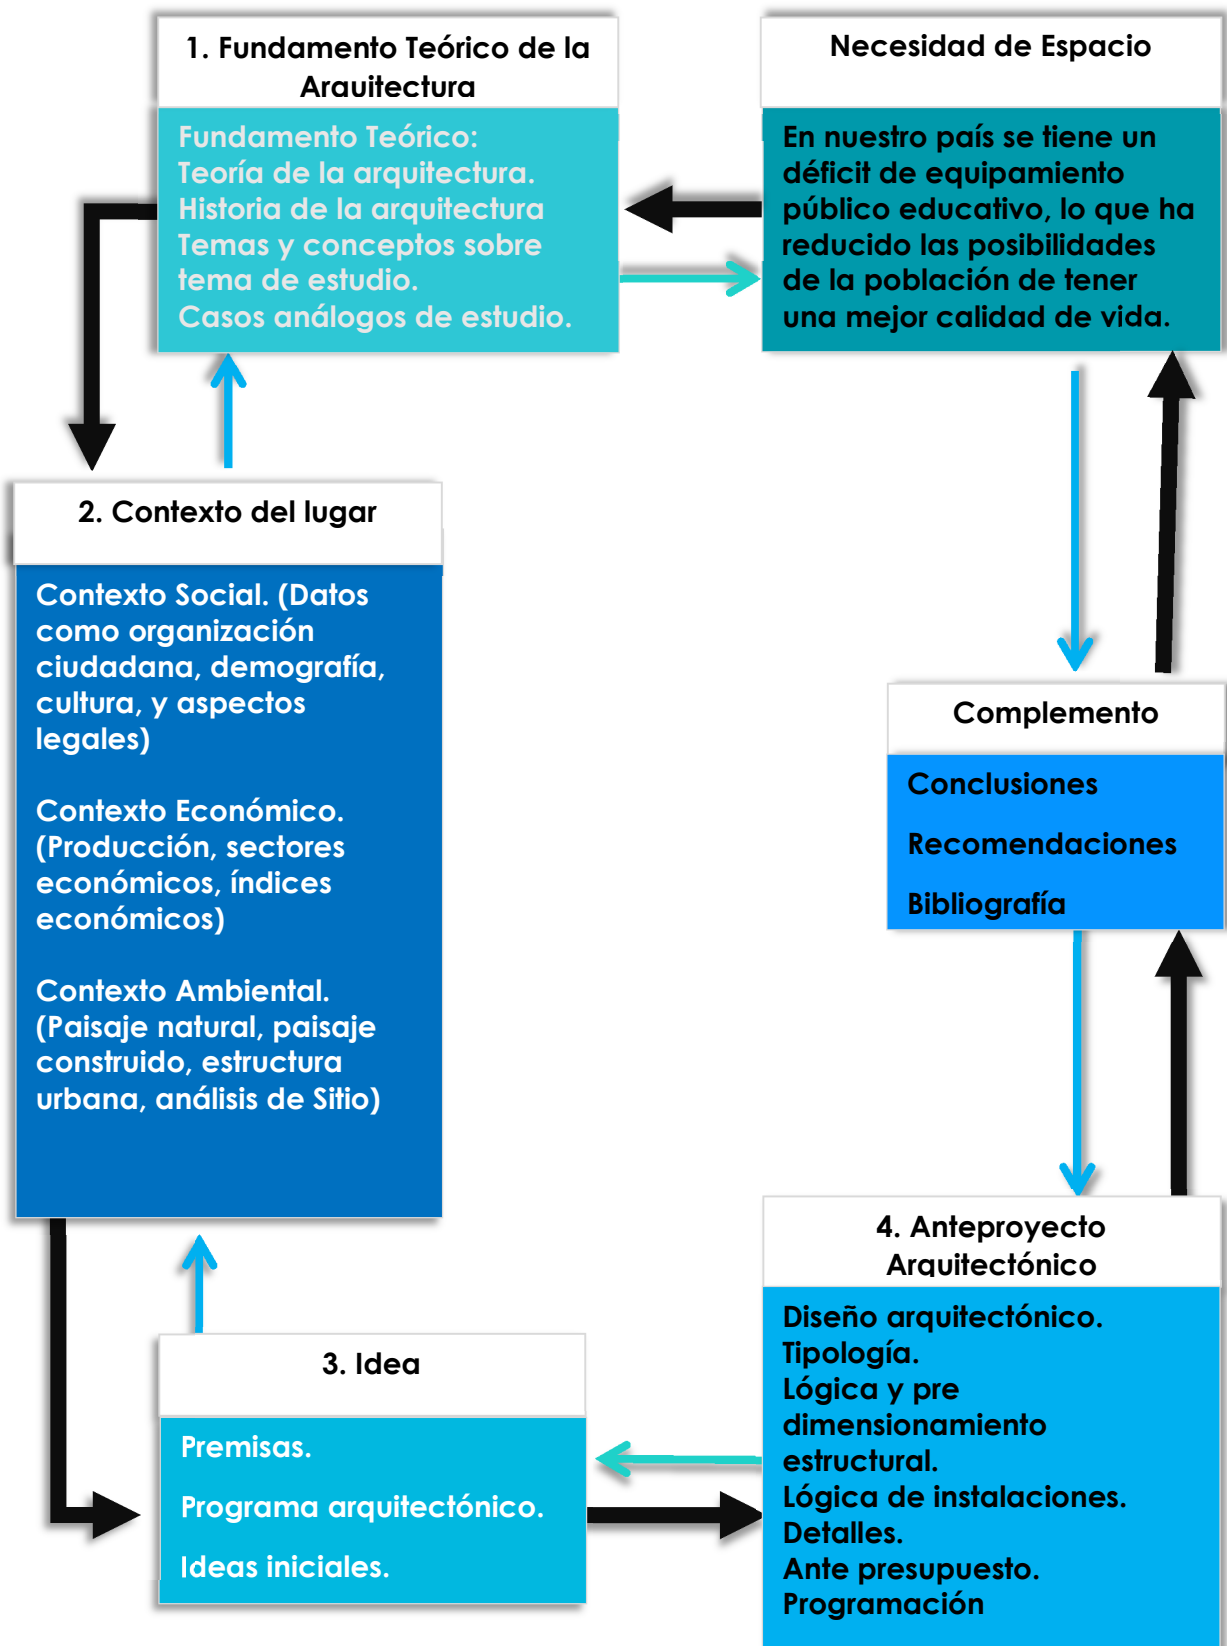 1. Fundamento Teórico de la
Arquitectura
Fundamento Teórico:
Teoría de la arquitectura.
Historia de la arquitectura
Temas y conceptos sobre
tema de estudio.
Casos análogos de estudio.
Necesidad de Espacio
En nuestro país se tiene un
déficit de equipamiento
público educativo, lo que ha
reducido las posibilidades
de la población de tener
una mejor calidad de vida.
2. Contexto del lugar
Contexto Social. (Datos
como organización
ciudadana, demografía,
cultura, y aspectos
legales)
Contexto Económico.
(Producción, sectores
económicos, índices
económicos)
Contexto Ambiental.
(Paisaje natural, paisaje
construido, estructura
urbana, análisis de Sitio)
Complemento
Conclusiones
Recomendaciones
Bibliografía
3. Idea
Premisas.
Programa arquitectónico.
Ideas iniciales.
4. Anteproyecto
Arquitectónico
Diseño arquitectónico.
Tipología.
Lógica y pre
dimensionamiento
estructural.
Lógica de instalaciones.
Detalles.
Ante presupuesto.
Programación